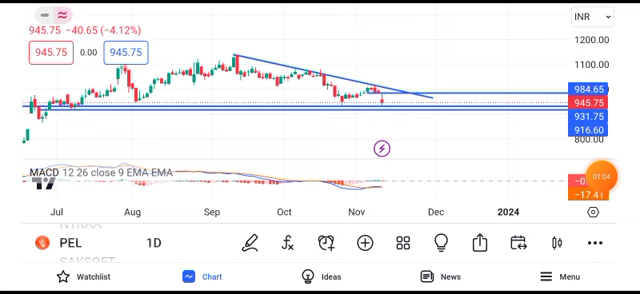 INR
945.75 −40.65 (−4.12%)
945.75 0.00 945.75
1200.00
1100.00
984.65
945.75
931.75
916.60
800.00
MACD 12 26 close 9 EMA EMA
01:04
−17.4
Jul Aug Sep Oct Nov Dec 2024
PEL 1D
SAKSOFT
Watchlist Chart Ideas News Menu